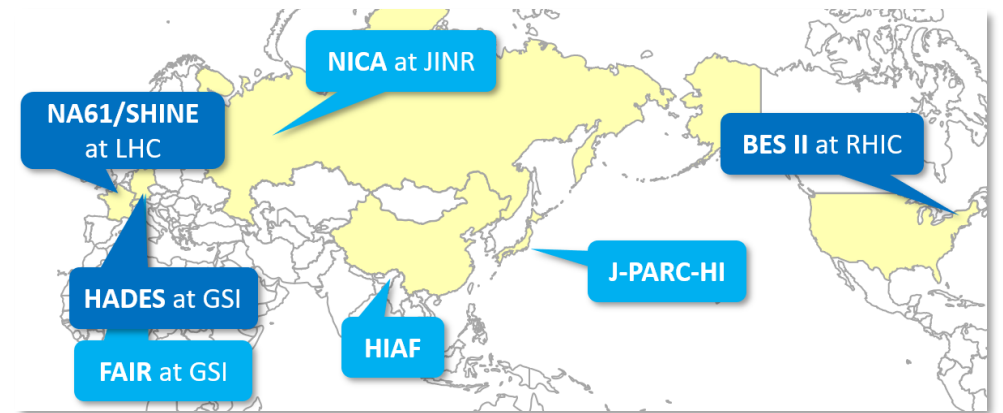 NICA at JINR
NA61/SHINE
at LHC
BES II at RHIC
J-PARC-HI
HADES at GSI
HIAF
FAIR at GSI